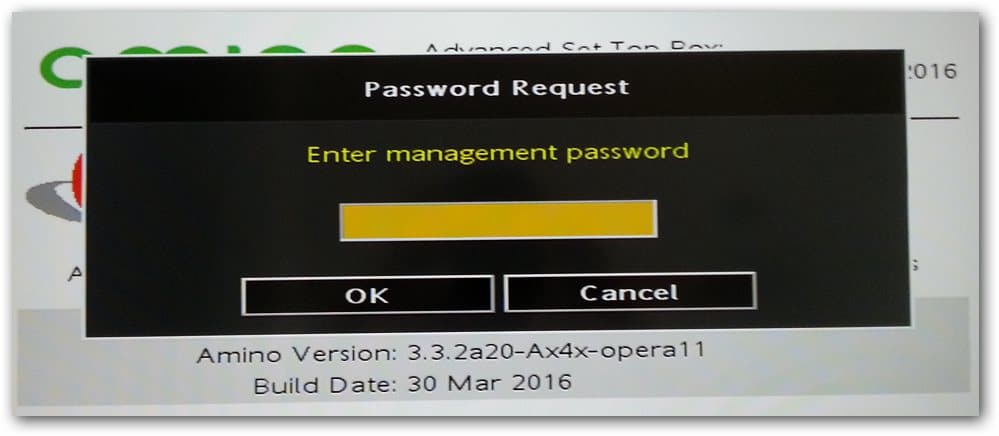 Advanced Set Top Box:
2016
Password Request
Enter management password
OK
Cancel
Amino Version: 3.3.2a20-Ax4x-opera11
Build Date: 30 Mar 2016